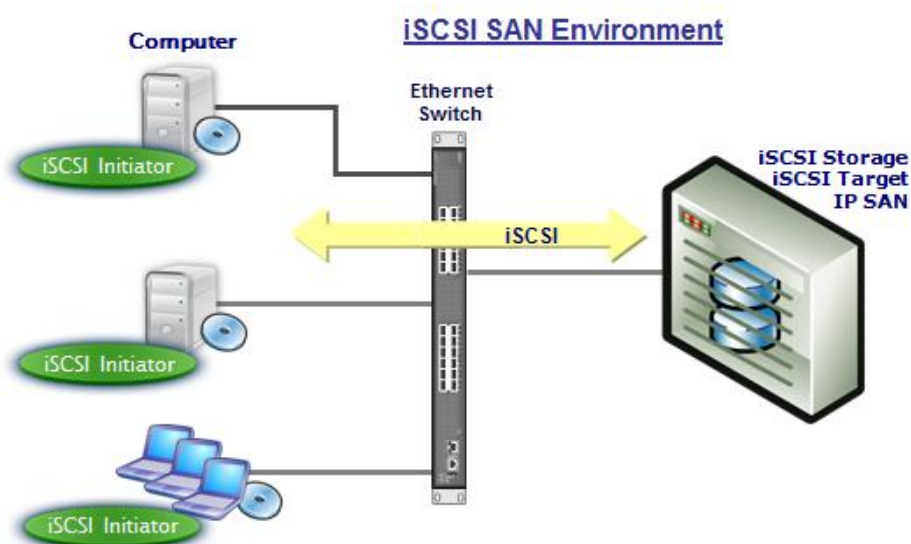 iSCSI SAN Environment
Computer
Ethernet
Switch
iSCSI Initiator
iSCSI Storage
iSCSI Target
IP SAN
iSCSI
iSCSI Initiator
iSCSI Initiator